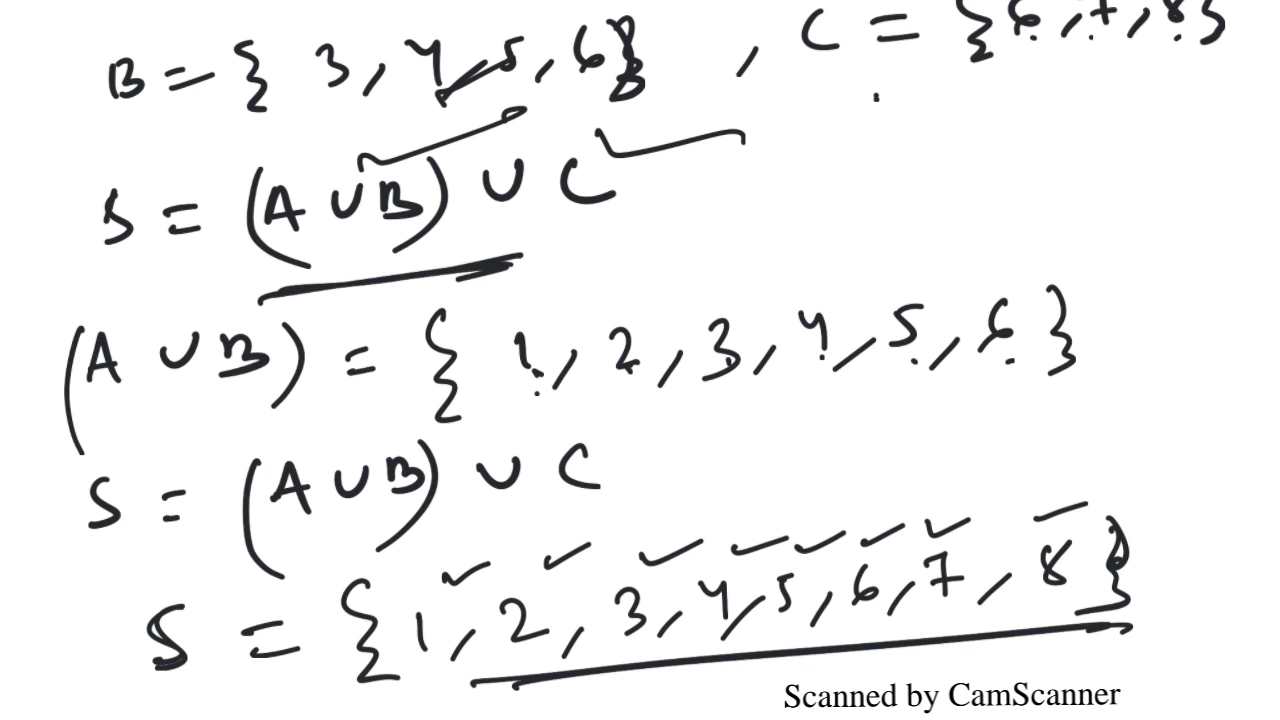 B = { 3, 4, 5, 6} , C = {6, 7, 8}
S = (A ∪ B) ∪ C
(A ∪ B) = { 1, 2, 3, 4, 5, 6 }
S = (A ∪ B) ∪ C
S = {1, 2, 3, 4, 5, 6, 7, 8}
Scanned by CamScanner